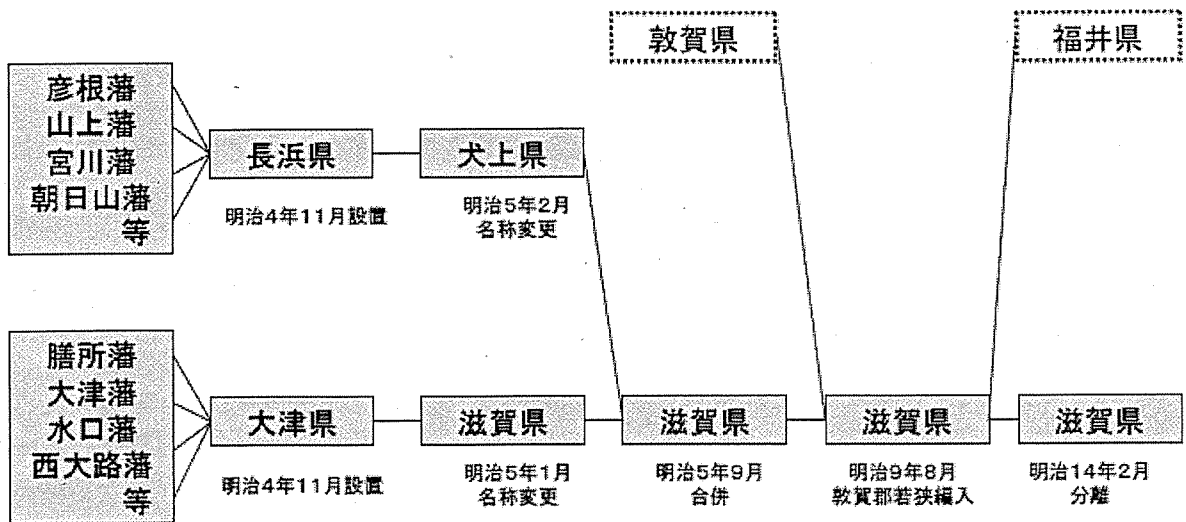 敦賀県
福井県
彦根藩
山上藩
宮川藩
朝日山藩
等
長浜県
明治4年11月設置
犬上県
明治5年2月
名称変更
膳所藩
大津藩
水口藩
西大路藩
等
大津県
明治4年11月設置
滋賀県
明治5年1月
名称変更
滋賀県
明治5年9月
合併
滋賀県
明治9年8月
敦賀郡若狭編入
滋賀県
明治14年2月
分離